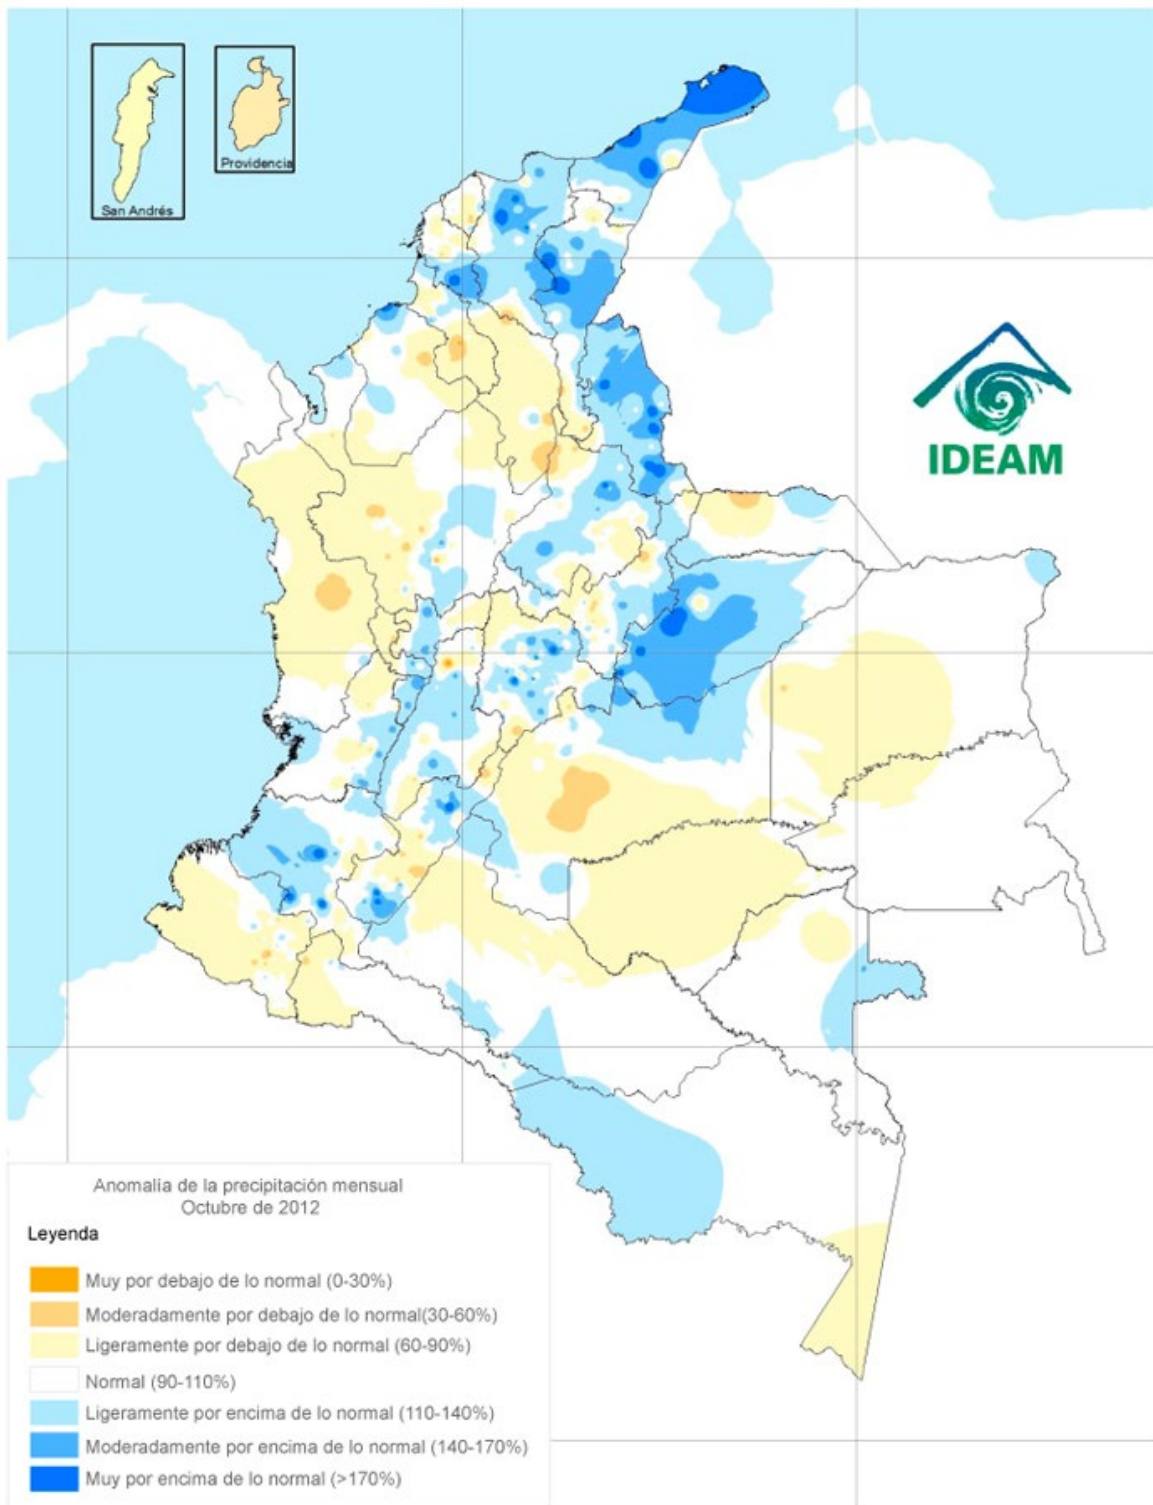 San Andrés
Providencia
IDEAM
Anomalía de la precipitación mensual
Octubre de 2012
Leyenda
Muy por debajo de lo normal (0-30%)
Moderadamente por debajo de lo normal(30-60%)
Ligeramente por debajo de lo normal (60-90%)
Normal (90-110%)
Ligeramente por encima de lo normal (110-140%)
Moderadamente por encima de lo normal (140-170%)
Muy por encima de lo normal (>170%)